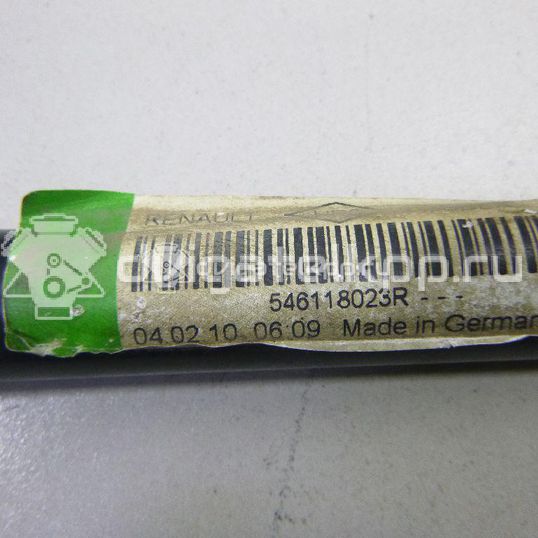 RENAULT
546118023R - - -
04.02.10 06:09 Made in German